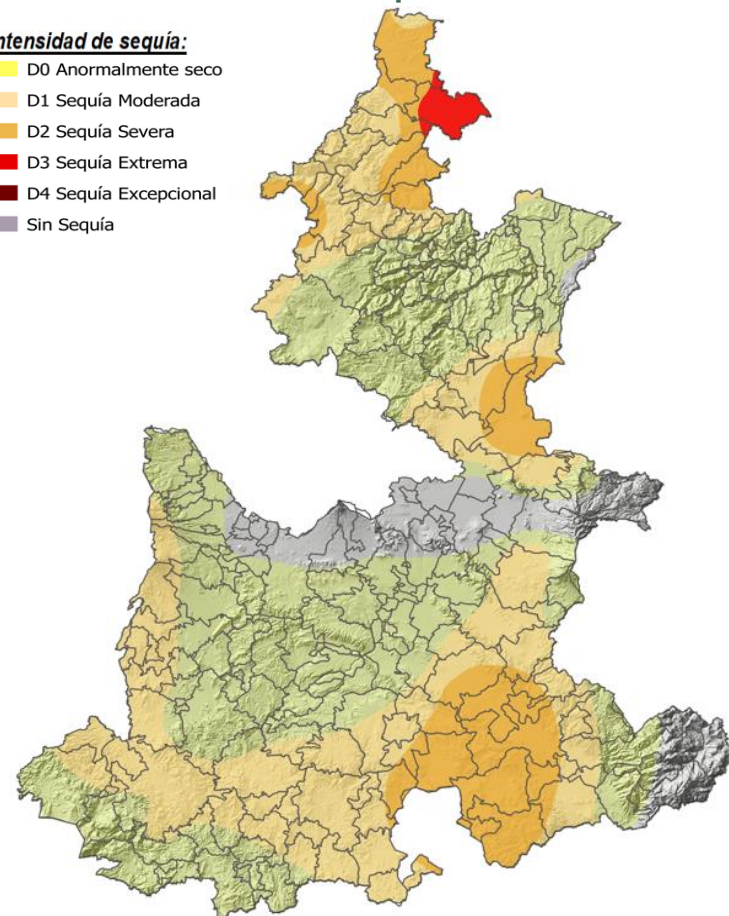 ntensidad de sequía:
D0 Anormalmente seco
D1 Sequía Moderada
D2 Sequía Severa
D3 Sequía Extrema
D4 Sequía Excepcional
Sin Sequía